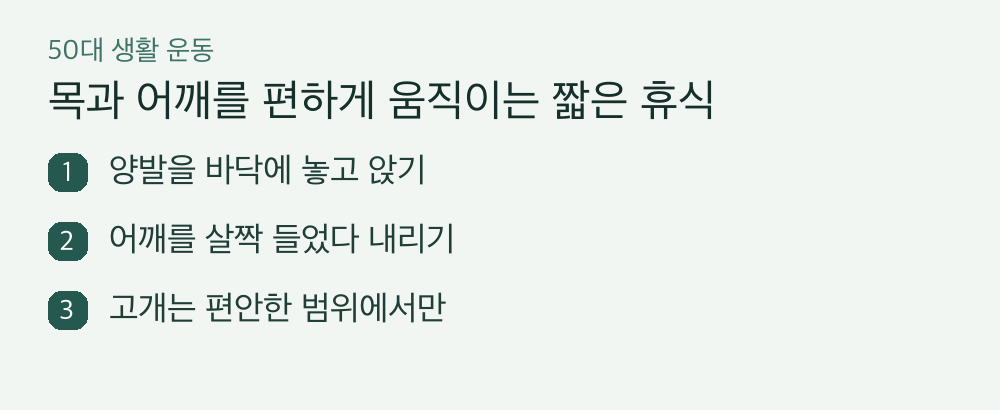 50대 생활 운동
목과 어깨를 편하게 움직이는 짧은 휴식
1 양발을 바닥에 놓고 앉기
2 어깨를 살짝 들었다 내리기
3 고개는 편안한 범위에서만